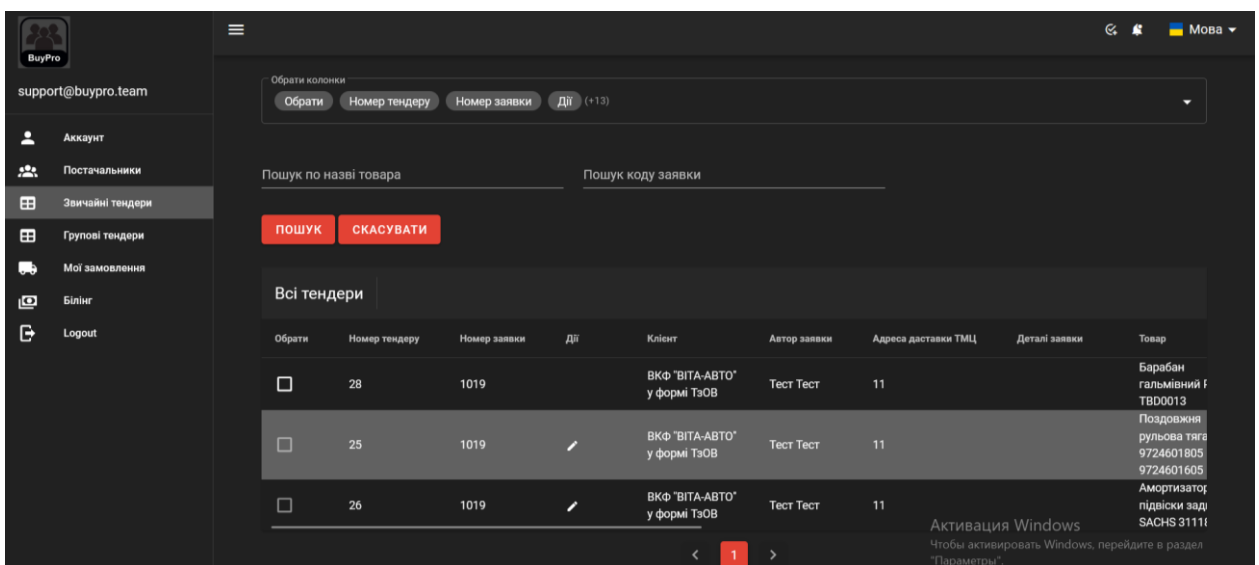 BuyPro
Мова
support@buypro.team
Аккаунт
Постачальники
Звичайні тендери
Групові тендери
Мої замовлення
Білінг
Logout
Обрати колонки
Обрати Номер тендеру Номер заявки Дії (+13)
Пошук по назві товара Пошук коду заявки
ПОШУК СКАСУВАТИ
Всі тендери
Обрати Номер тендеру Номер заявки Дії Клієнт Автор заявки Адреса доставки ТМЦ Деталі заявки Товар
28 1019 ВКФ "ВІТА-АВТО" у формі ТзОВ Тест Тест 11
Барабан
гальмівний
TBD0013
25 1019 ВКФ "ВІТА-АВТО" у формі ТзОВ Тест Тест 11
Поздовжня
рульова тяга
9724601805
9724601605
26 1019 ВКФ "ВІТА-АВТО" у формі ТзОВ Тест Тест 11
Амортизатор
підвіски
SACHS 31118
1
Активация Windows
Чтобы активировать Windows, перейдите в раздел
"Параметры".